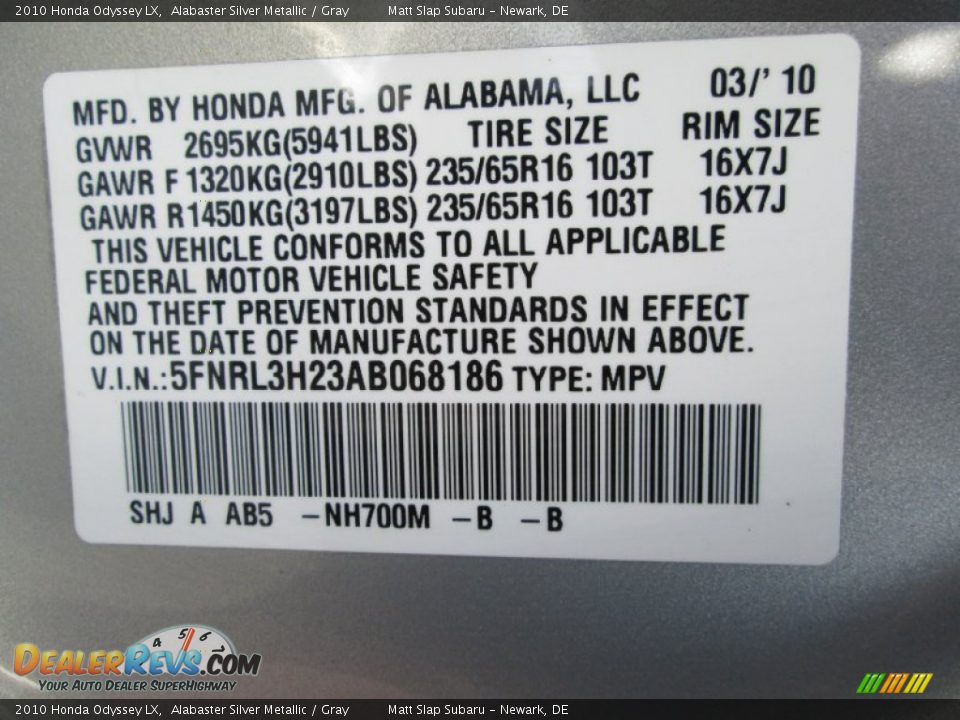 2010 Honda Odyssey LX, Alabaster Silver Metallic / Gray Matt Slap Subaru - Newark, DE
MFD. BY HONDA MFG. OF ALABAMA, LLC 03/' 10
GVWR 2695KG(5941LBS) TIRE SIZE RIM SIZE
GAWR F 1320KG(2910LBS) 235/65R16 103T 16X7J
GAWR R1450KG(3197LBS) 235/65R16 103T 16X7J
THIS VEHICLE CONFORMS TO ALL APPLICABLE
FEDERAL MOTOR VEHICLE SAFETY
AND THEFT PREVENTION STANDARDS IN EFFECT
ON THE DATE OF MANUFACTURE SHOWN ABOVE.
V.I.N.:5FNRL3H23AB068186 TYPE: MPV
SHJ A AB5 -NH700M -B -B
4 5 6
DEALERREVS.COM
YOUR AUTO DEALER SUPERHIGHWAY
2010 Honda Odyssey LX, Alabaster Silver Metallic / Gray Matt Slap Subaru - Newark, DE